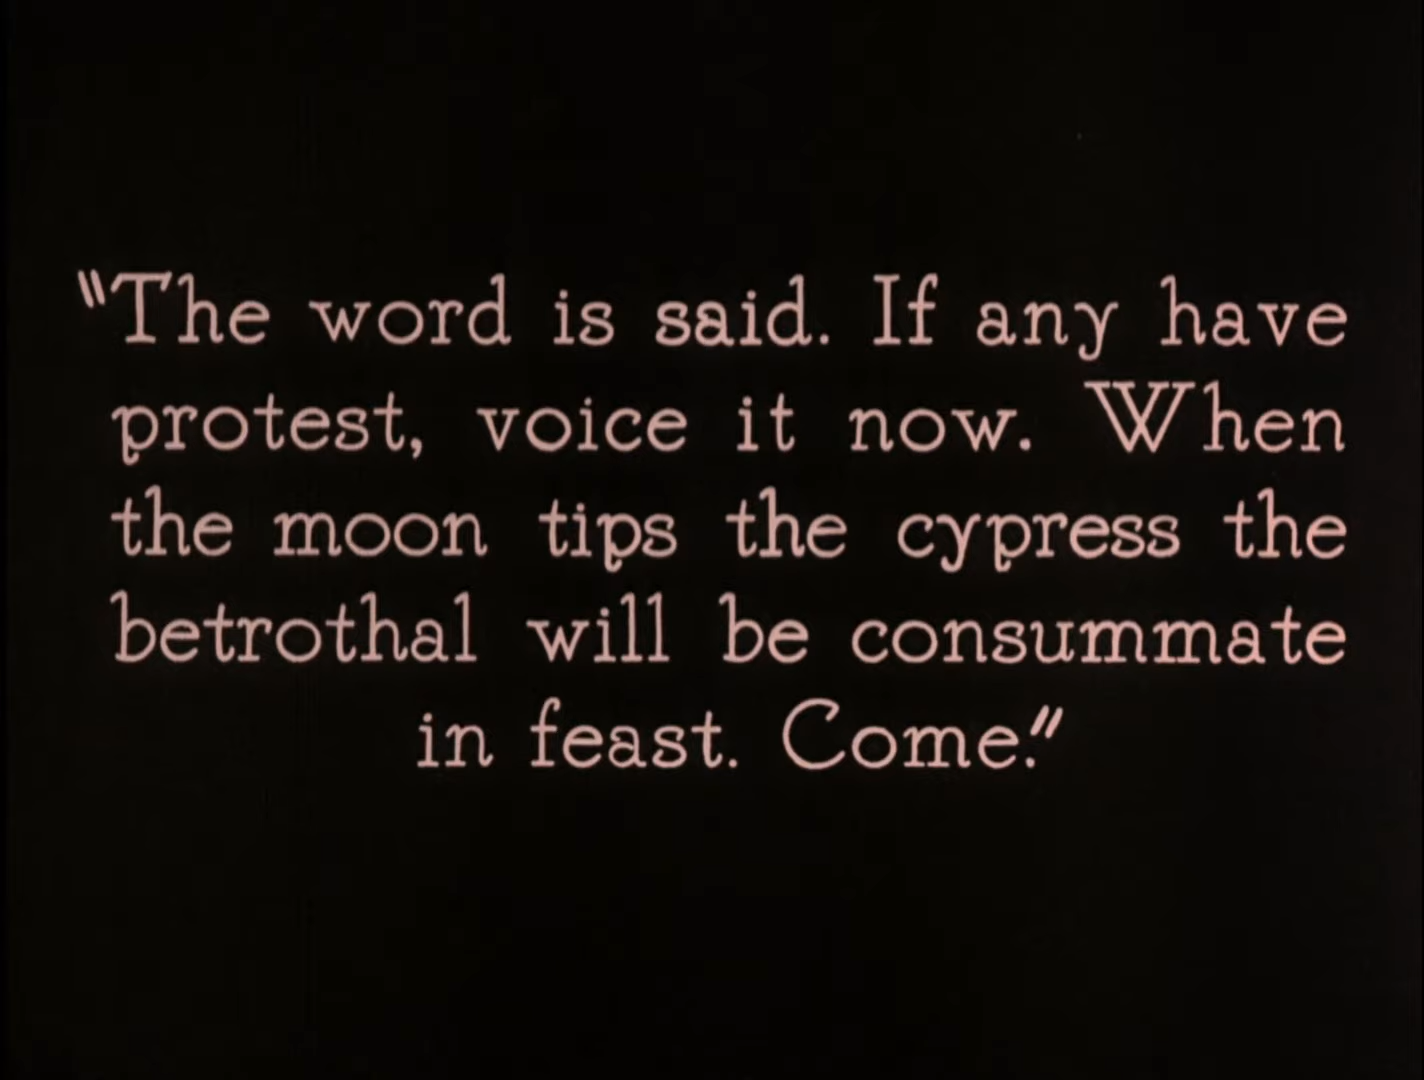 "The word is said. If any have
protest, voice it now. When
the moon tips the cypress the
betrothal will be consummate
in feast. Come."